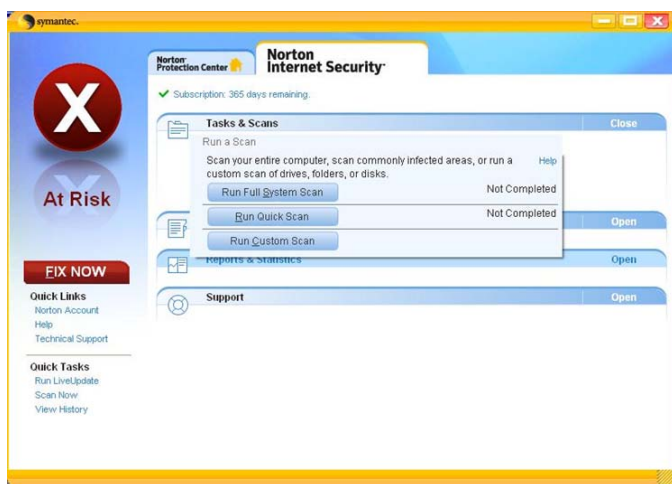 symantec.
Norton
Protection Center
Norton
Internet Security
Subscription: 365 days remaining.
X
At Risk
FIX NOW
Quick Links
Norton Account
Help
Technical Support
Quick Tasks
Run LiveUpdate
Scan Now
View History
Tasks & Scans Close
Run a Scan
Scan your entire computer, scan commonly infected areas, or run a
custom scan of drives, folders, or disks.
Help
Run Full System Scan Not Completed
Run Quick Scan Not Completed
Run Custom Scan
Open
Reports & Statistics Open
Support Open